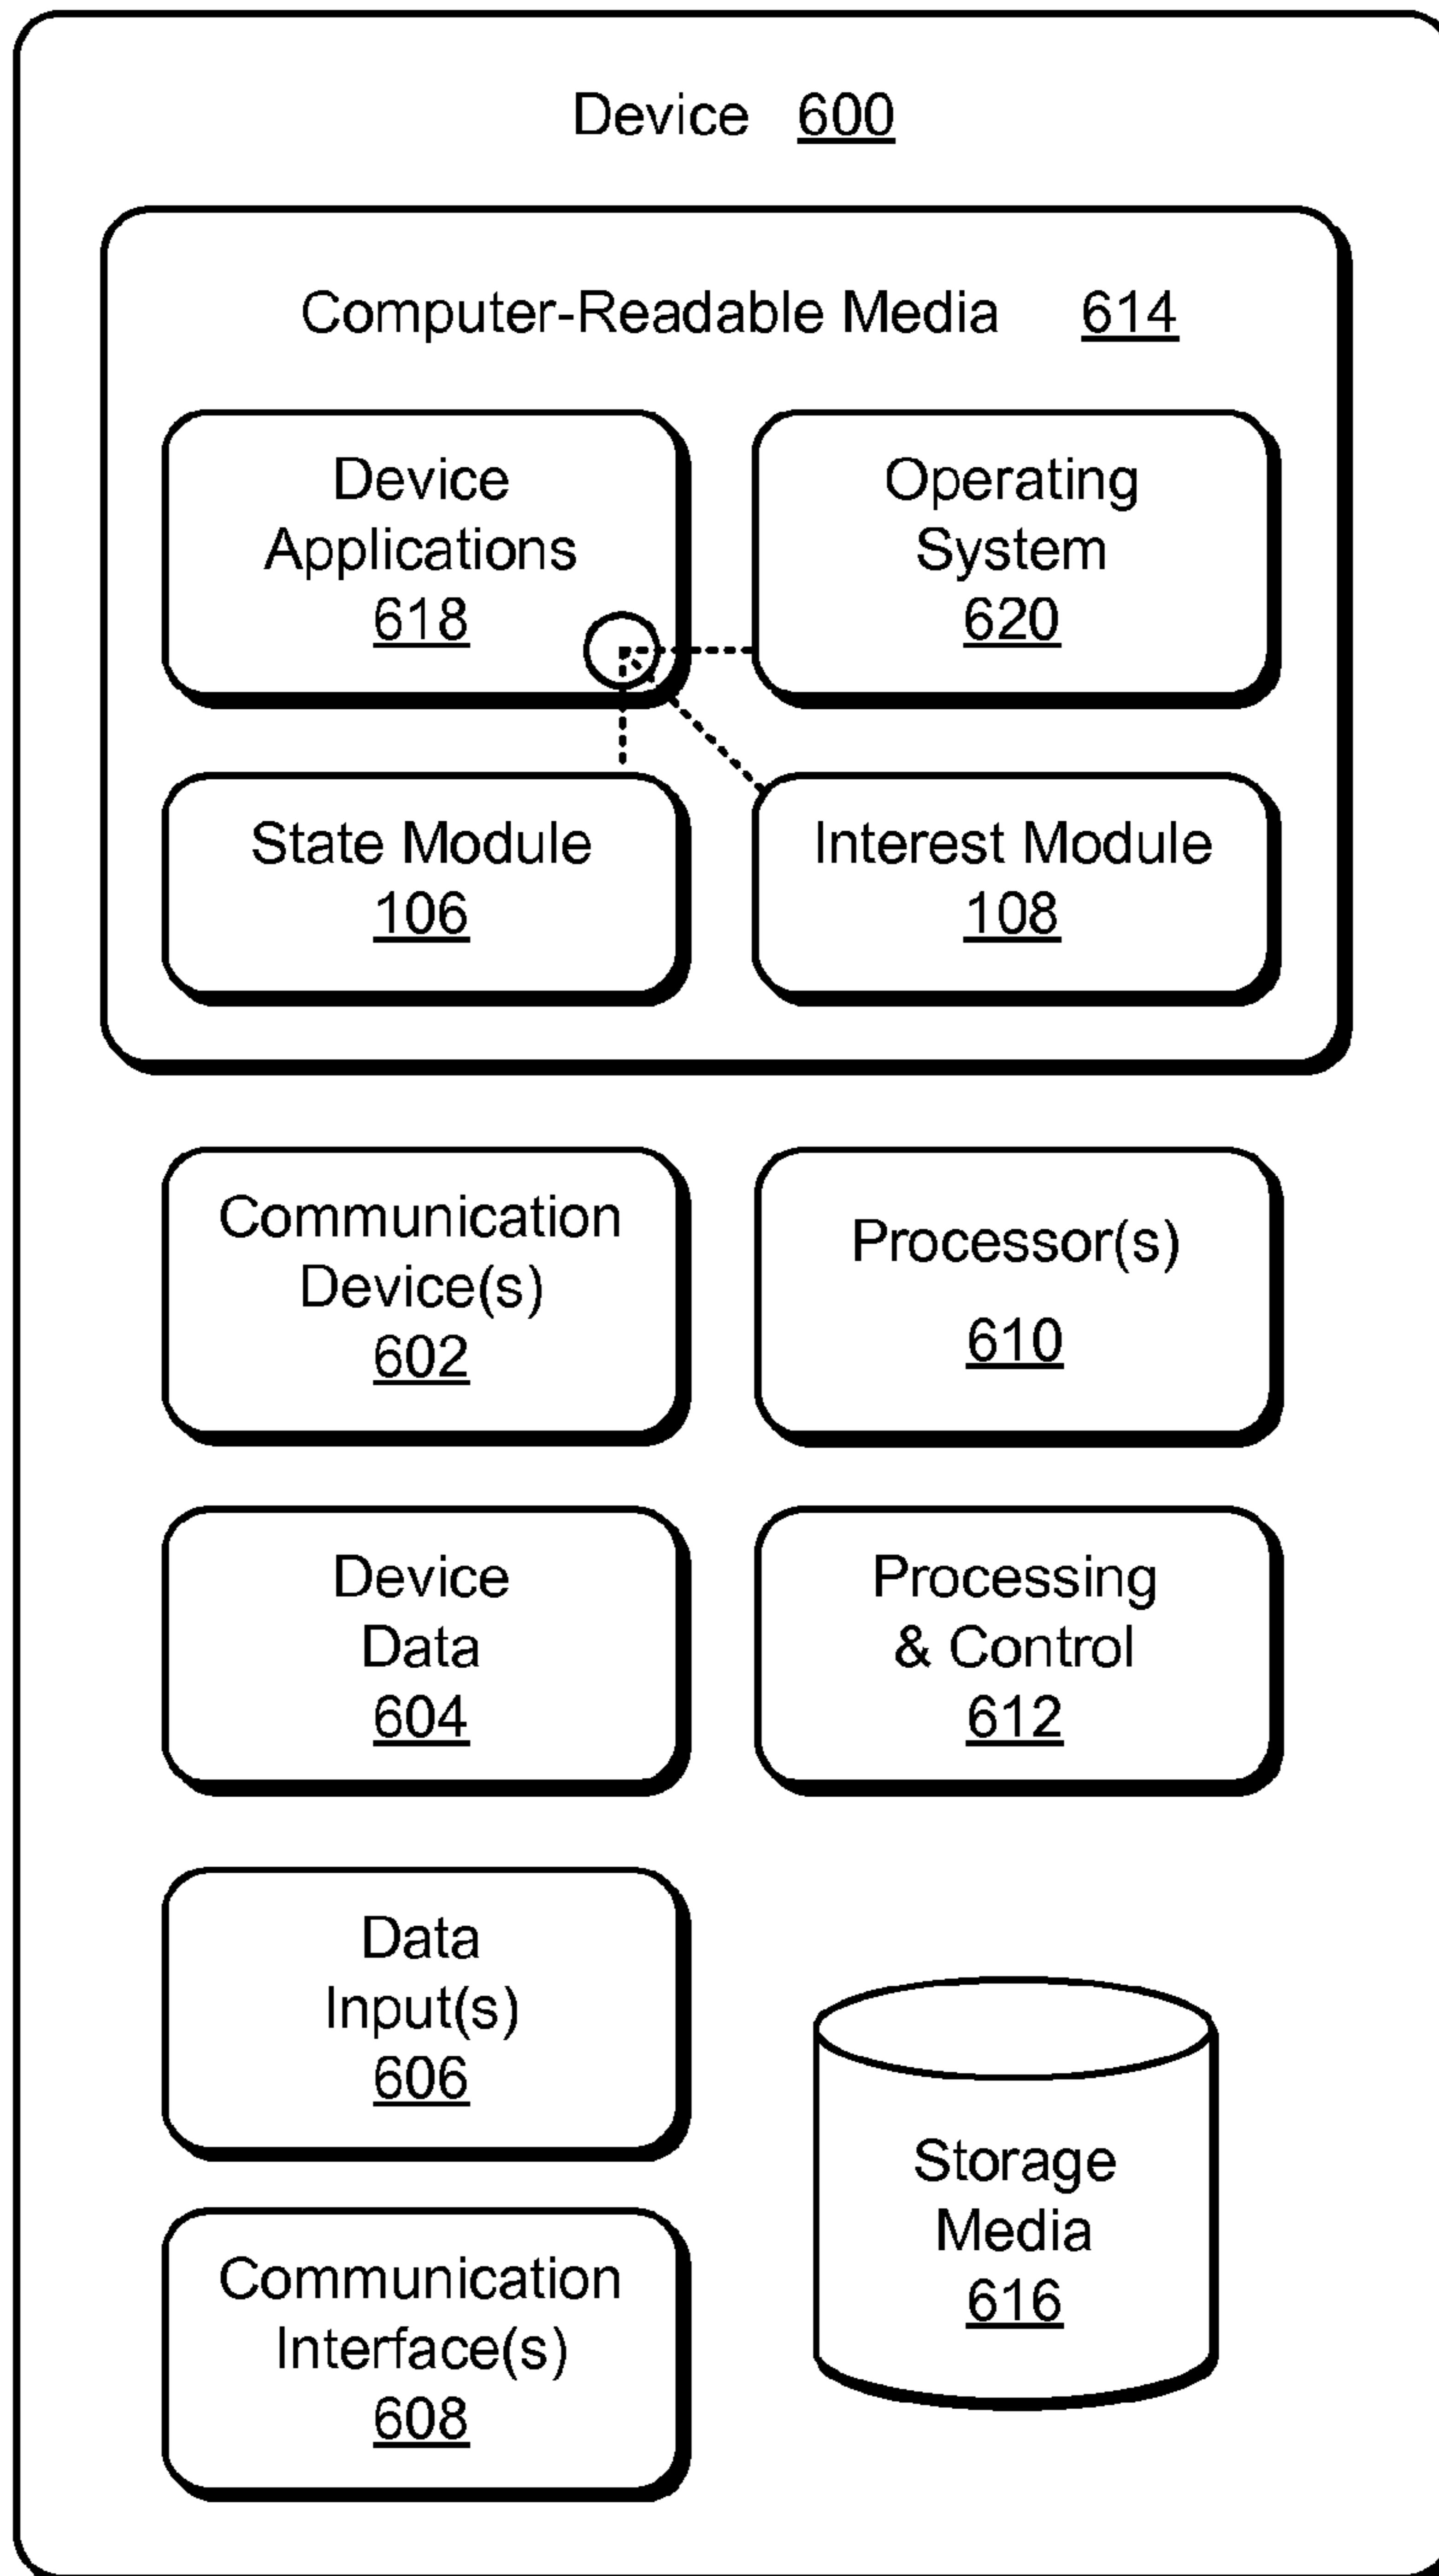 Device 600
Computer-Readable Media 614
Device
Applications
618
Operating
System
620
State Module
106
Interest Module
108
Communication
Device(s)
602
Processor(s)
610
Device
Data
604
Processing
& Control
612
Data
Input(s)
606
Storage
Media
616
Communication
Interface(s)
608